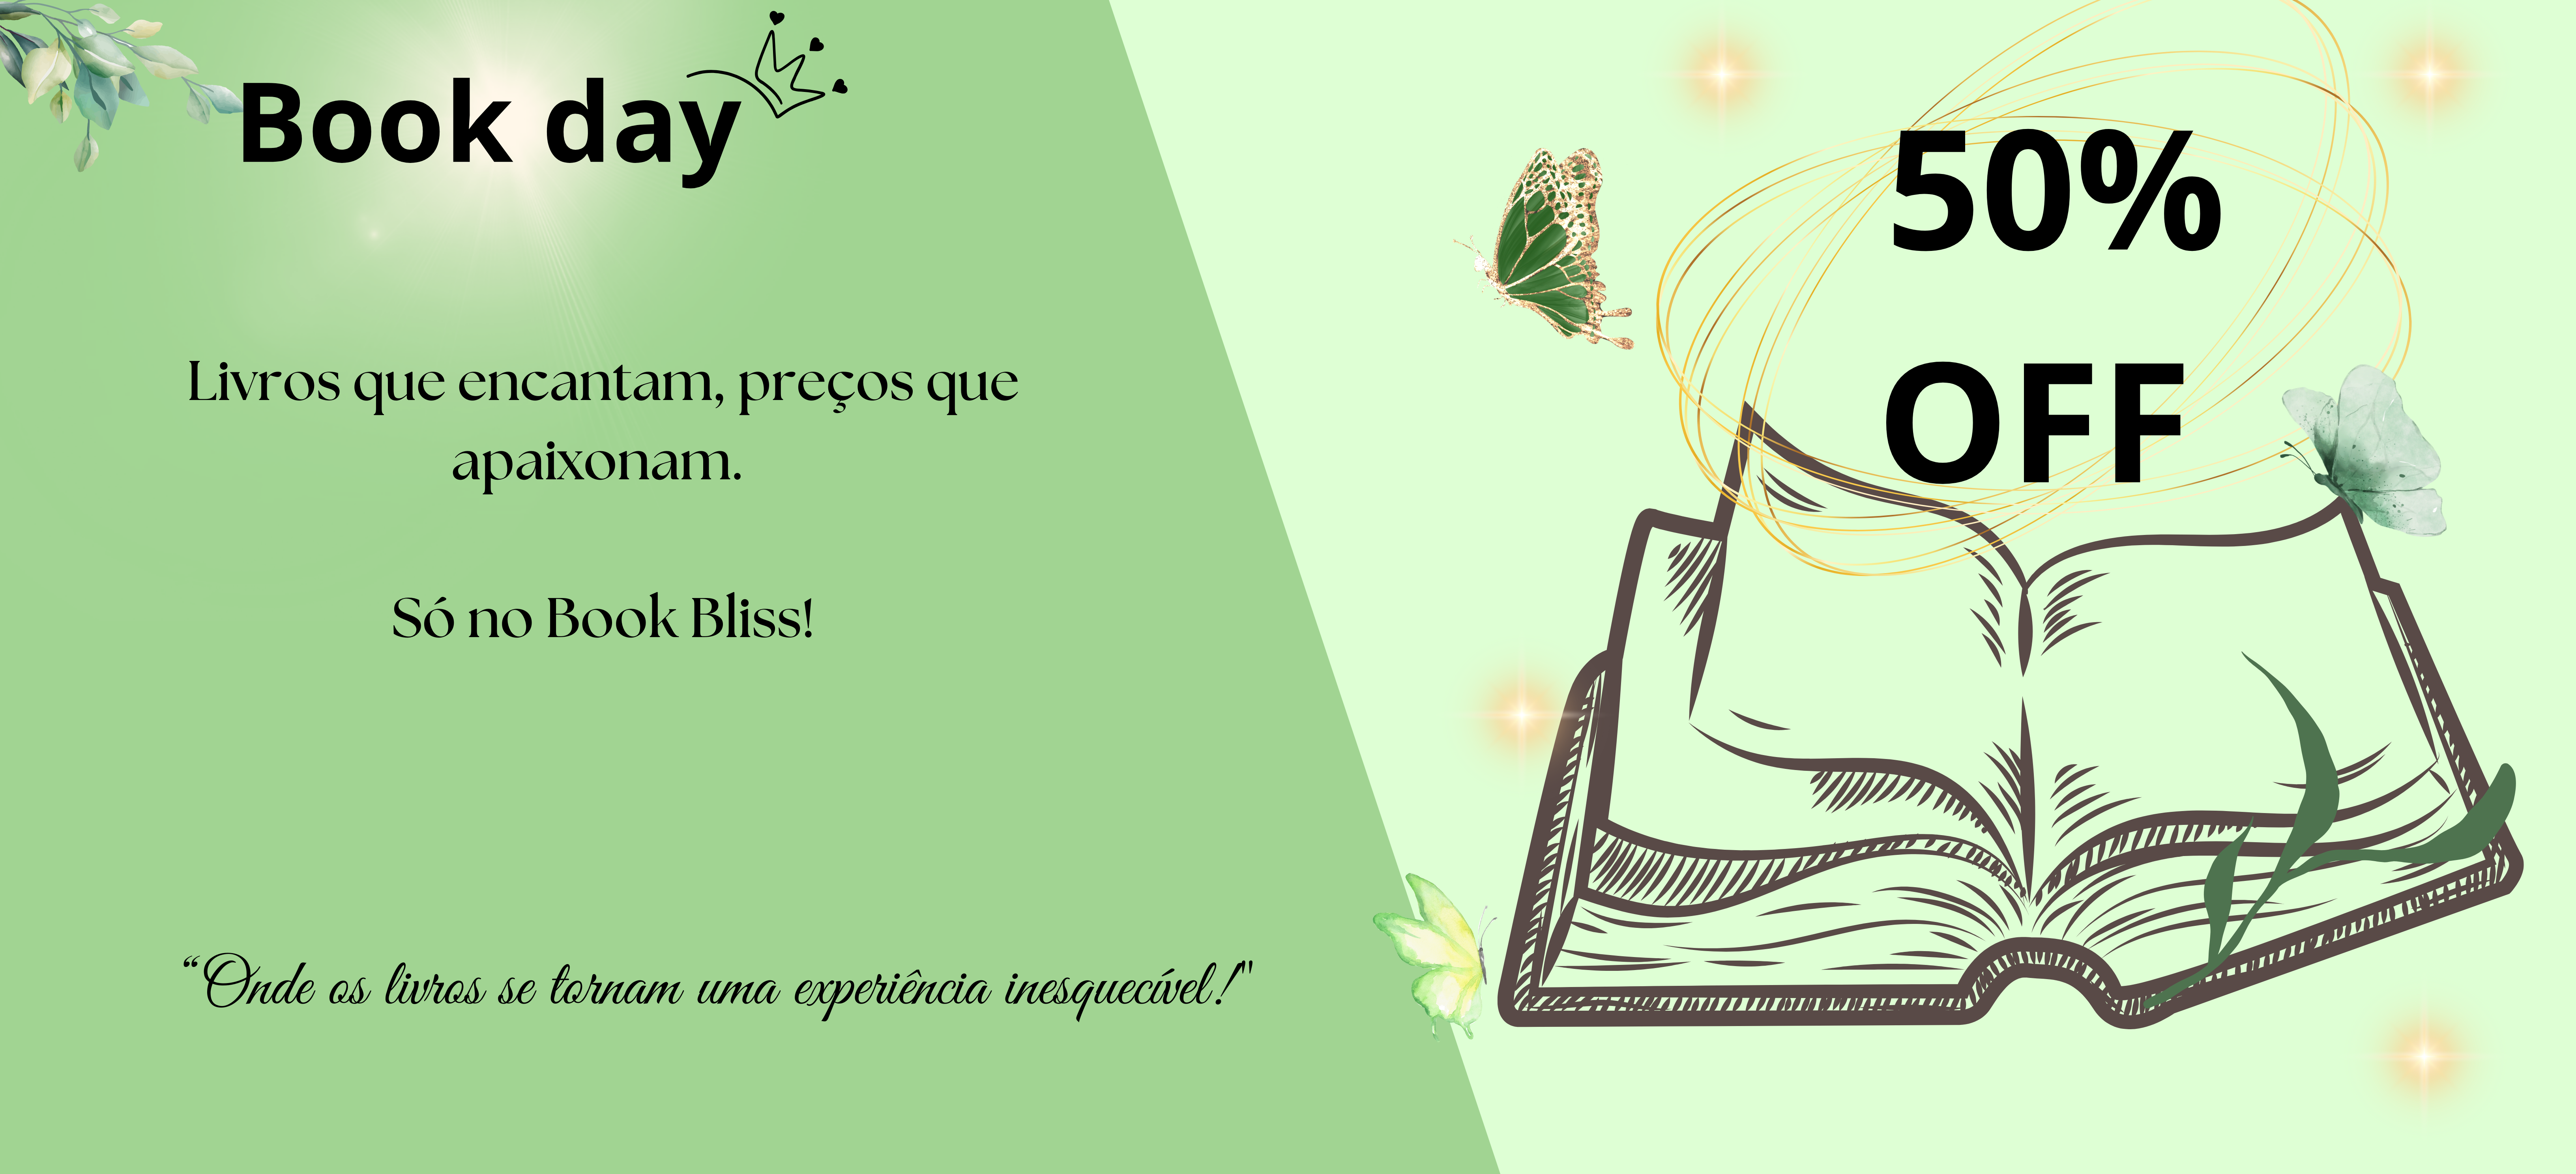 Book day
Livros que encantam, preços que
apaixonam.
Só no Book Bliss!
“Onde os livros se tornam uma experiência inesquecível!"
50%
OFF